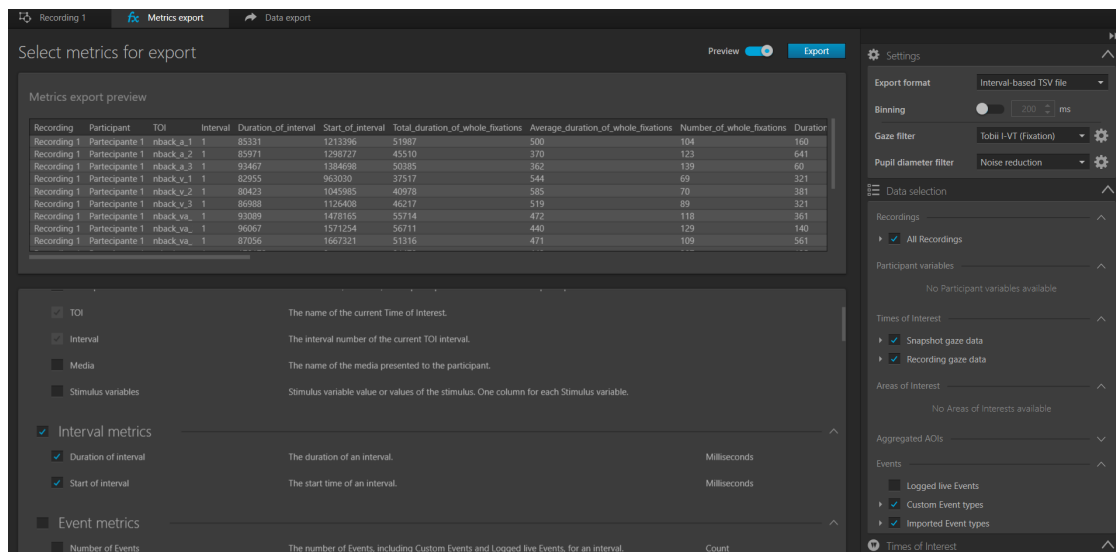 Recording 1 Metrics export Data export
Select metrics for export Preview Export
Metrics export preview
Recording Participant TOI Interval Duration_of_interval Start_of_interval Total_duration_of_whole_fixations Average_duration_of_whole_fixations Number_of_whole_fixations Duration
Recording 1 Partecipante 1 nback_a_1 1 85331 1213396 51987 500 104 160
Recording 1 Partecipante 1 nback_a_2 1 85971 1298727 45510 370 123 641
Recording 1 Partecipante 1 nback_a_3 1 93467 1384698 50385 362 139 60
Recording 1 Partecipante 1 nback_v_1 1 82955 963030 37517 544 69 321
Recording 1 Partecipante 1 nback_v_2 1 80423 1045985 40978 585 70 381
Recording 1 Partecipante 1 nback_v_3 1 86988 1126408 46217 519 89 321
Recording 1 Partecipante 1 nback_va_ 1 93089 1478165 55714 472 118 361
Recording 1 Partecipante 1 nback_va_ 1 96067 1571254 56711 440 129 140
Recording 1 Partecipante 1 nback_va_ 1 87056 1667321 51316 471 109 561
TOI The name of the current Time of Interest.
Interval The interval number of the current TOI interval.
Media The name of the media presented to the participant.
Stimulus variables Stimulus variable value or values of the stimulus. One column for each Stimulus variable.
Interval metrics
Duration of interval The duration of an interval. Milliseconds
Start of interval The start time of an interval. Milliseconds
Event metrics
Number of Events The number of Events, including Custom Events and Logged live Events, for an interval. Count
Settings
Export format Interval-based TSV file
Binning 200 ms
Gaze filter Tobii I-VT (Fixation)
Pupil diameter filter Noise reduction
Data selection
Recordings
All Recordings
Participant variables
No Participant variables available
Times of Interest
Snapshot gaze data
Recording gaze data
Areas of Interest
No Areas of Interests available
Aggregated AOIs
Events
Logged live Events
Custom Event types
Imported Event types
Times of Interest